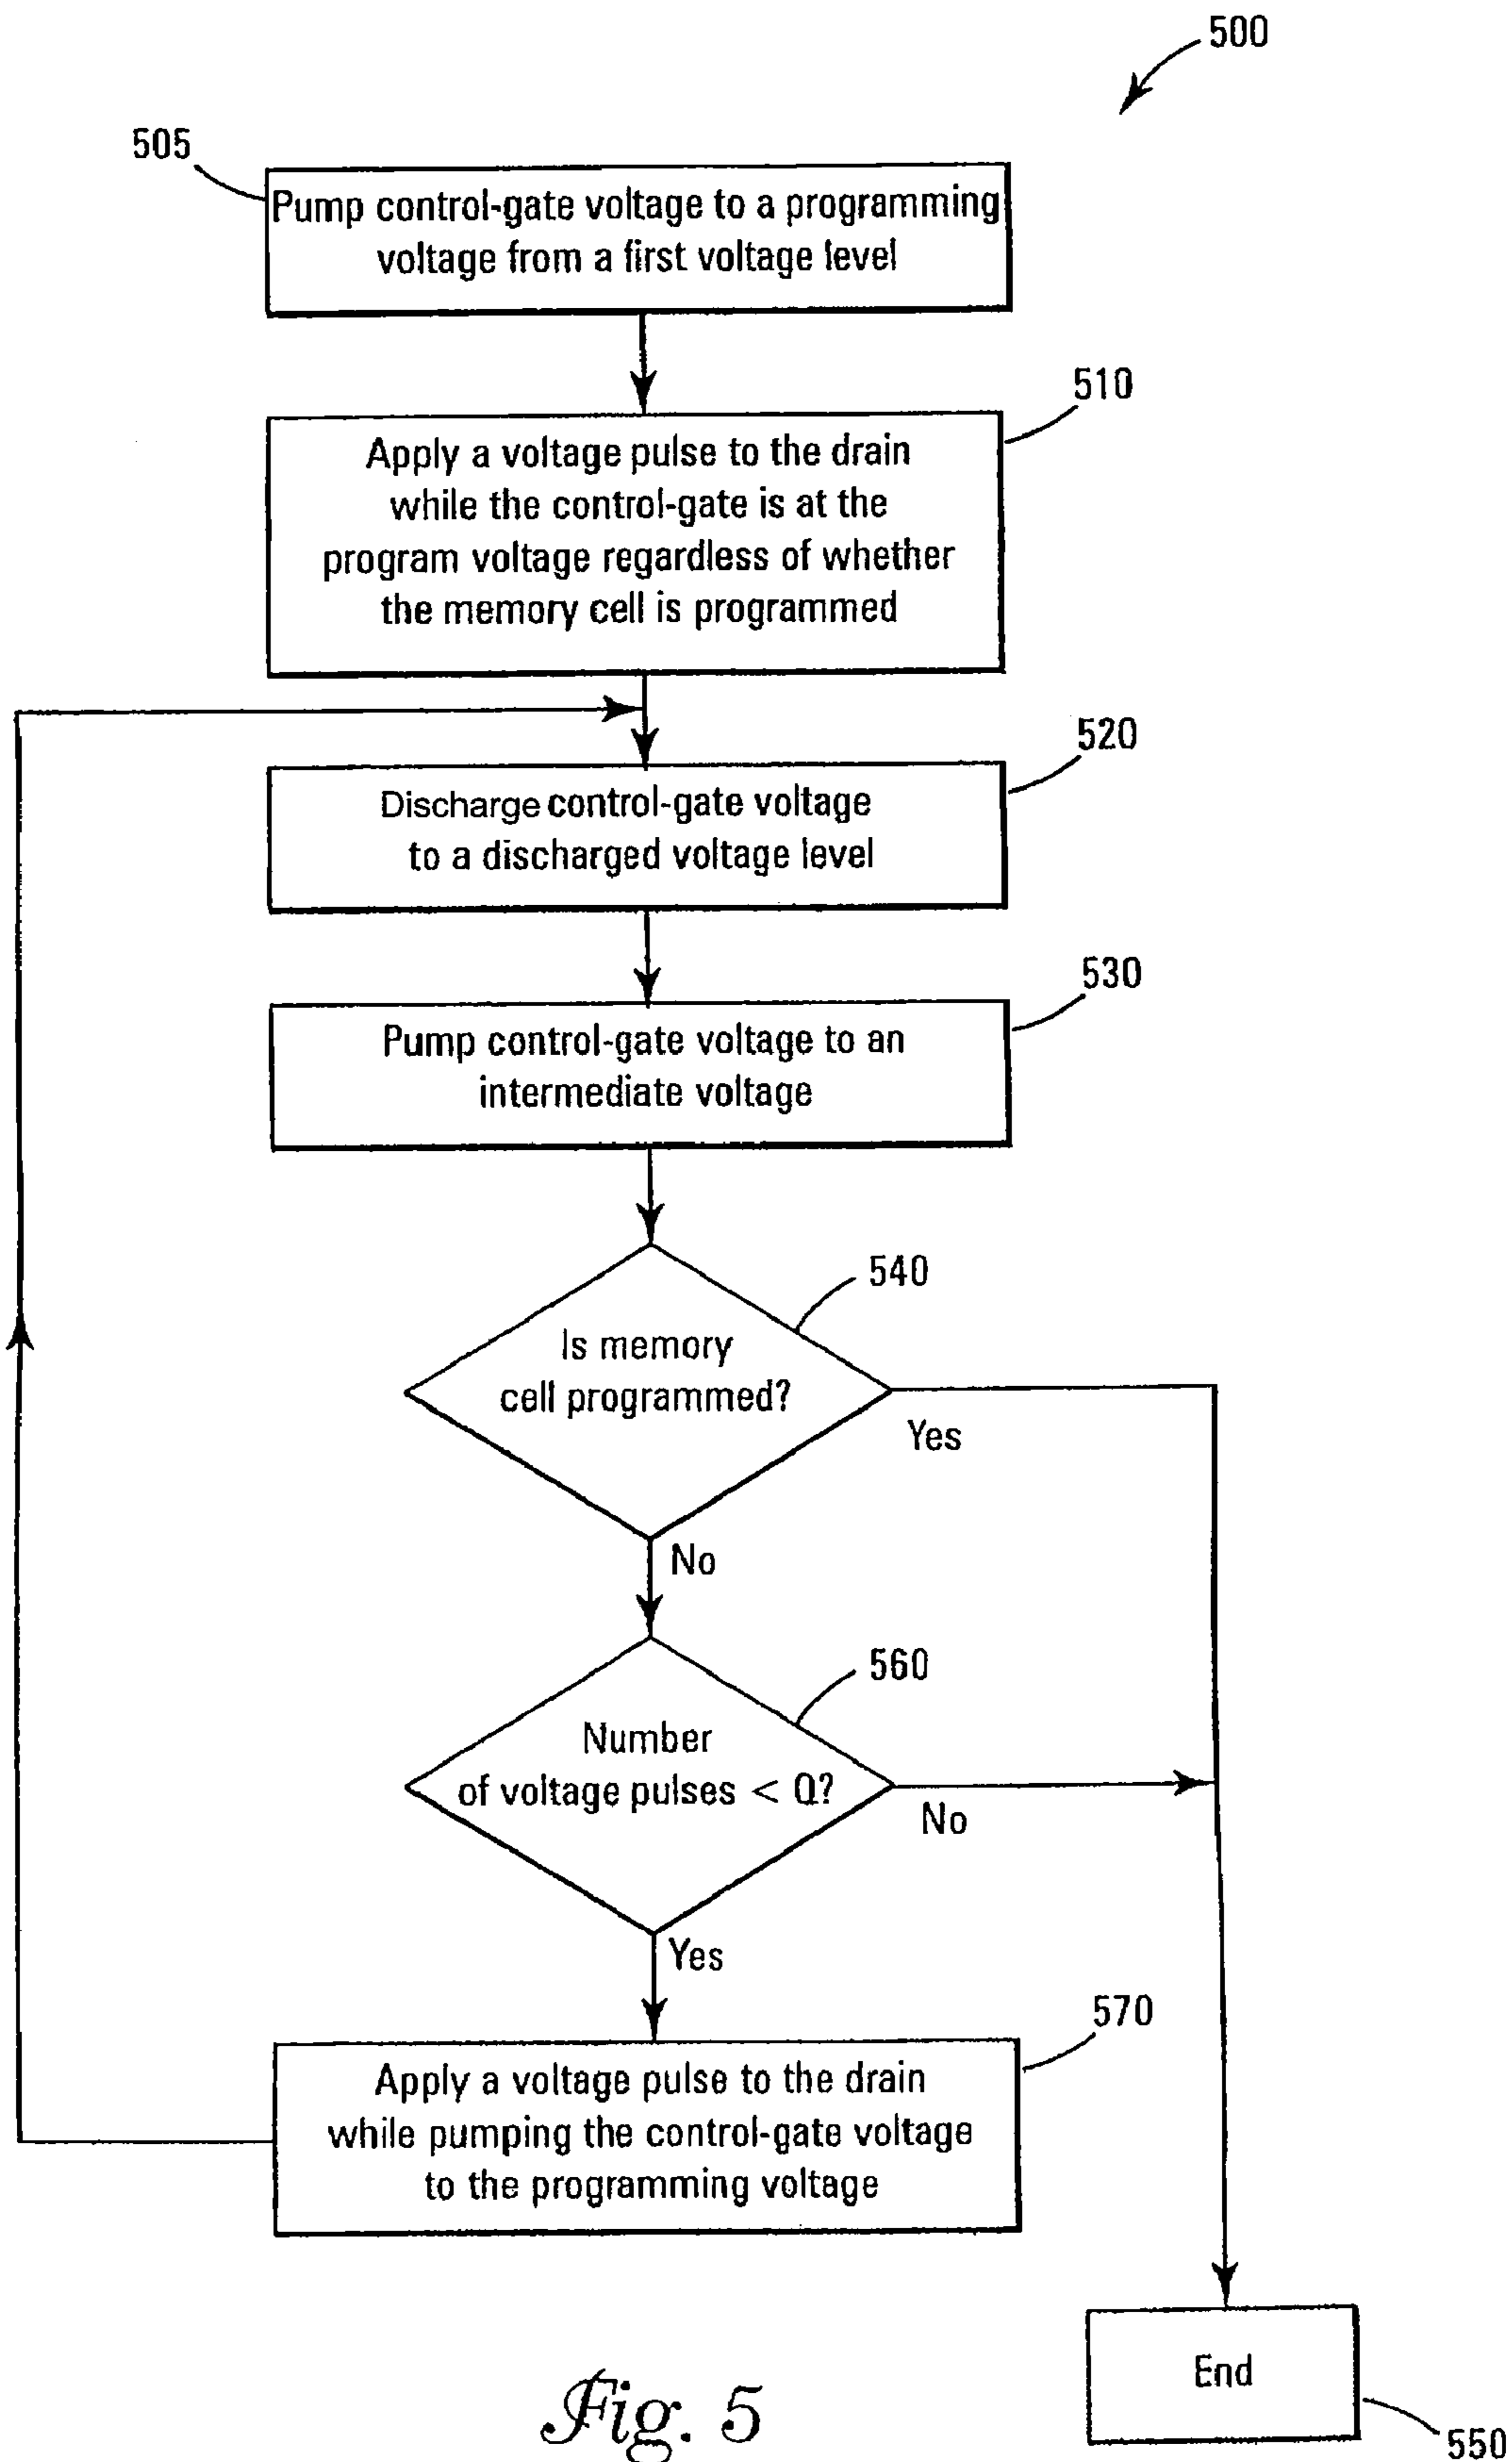 500
505
Pump control-gate voltage to a programming
voltage from a first voltage level
510
Apply a voltage pulse to the drain
while the control-gate is at the
program voltage regardless of whether
the memory cell is programmed
520
Discharge control-gate voltage
to a discharged voltage level
530
Pump control-gate voltage to an
intermediate voltage
540
Is memory
cell programmed?
Yes
No
560
Number
of voltage pulses < Q?
No
Yes
570
Apply a voltage pulse to the drain
while pumping the control-gate voltage
to the programming voltage
End
550
Fig. 5